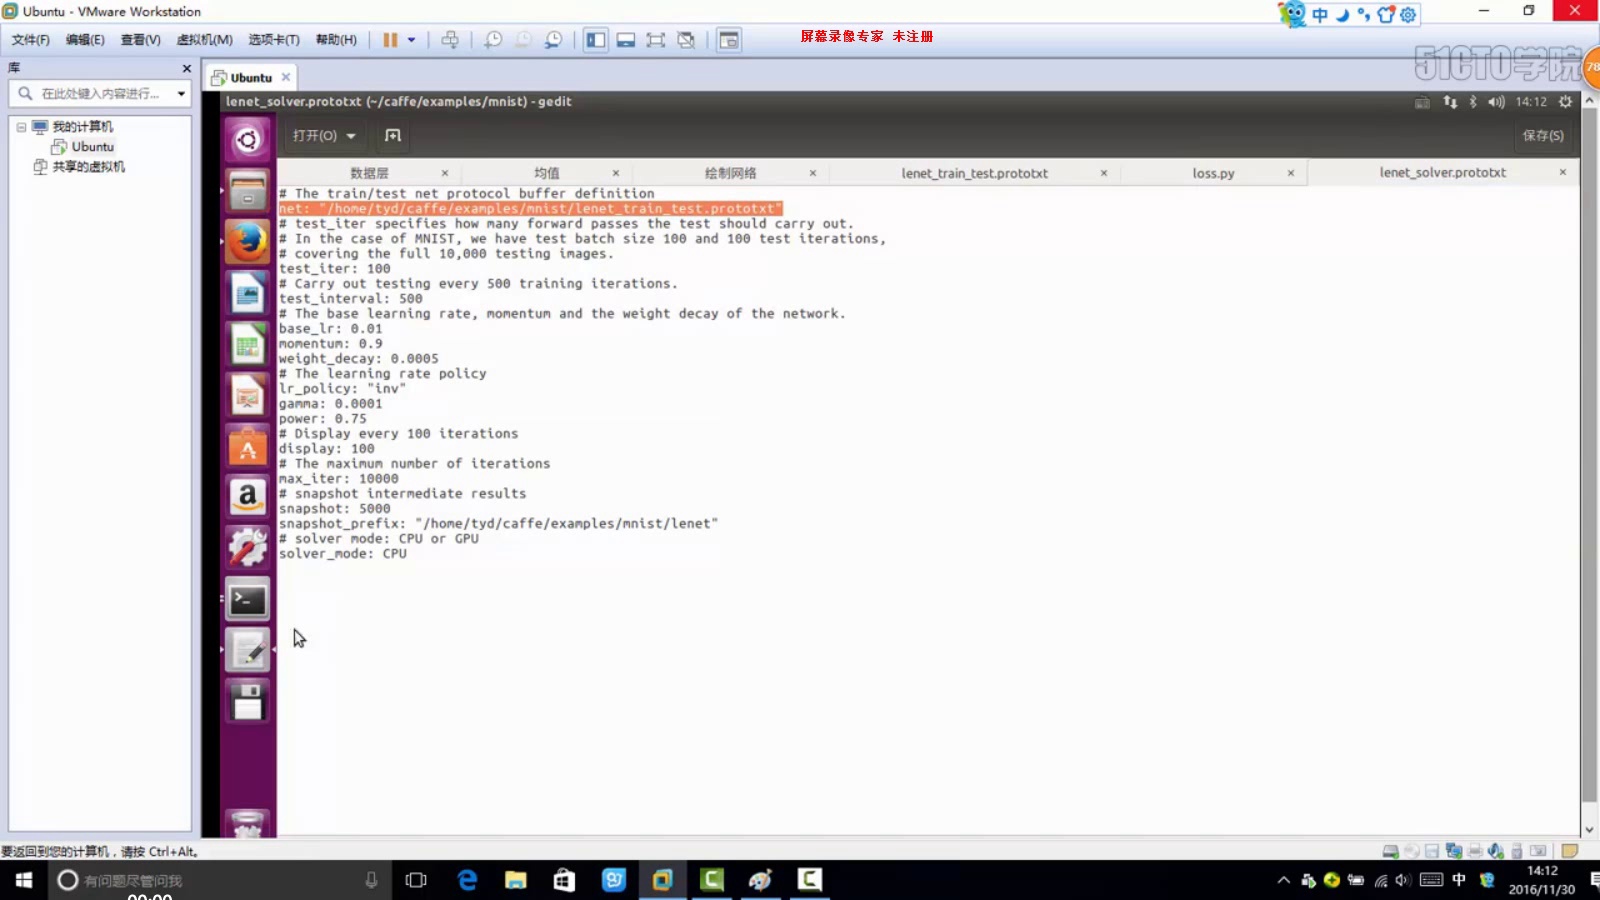 Ubuntu - VMware Workstation
中
文件(F) 编辑(E) 查看(V) 虚拟机(M) 选项卡(T) 帮助(H)
屏幕录像专家 未注册
51CTO学院
78
库
Ubuntu
在此处键入内容进行...
我的计算机
Ubuntu
共享的虚拟机
lenet_solver.prototxt (~/caffe/examples/mnist) - gedit
14:12
打开(O)
保存(S)
数据层 均值 绘制网络 lenet_train_test.prototxt loss.py lenet_solver.prototxt
# The train/test net protocol buffer definition
net: "/home/tyd/caffe/examples/mnist/lenet_train_test.prototxt"
# test_iter specifies how many forward passes the test should carry out.
# In the case of MNIST, we have test batch size 100 and 100 test iterations,
# covering the full 10,000 testing images.
test_iter: 100
# Carry out testing every 500 training iterations.
test_interval: 500
# The base learning rate, momentum and the weight decay of the network.
base_lr: 0.01
momentum: 0.9
weight_decay: 0.0005
# The learning rate policy
lr_policy: "inv"
gamma: 0.0001
power: 0.75
# Display every 100 iterations
display: 100
# The maximum number of iterations
max_iter: 10000
# snapshot intermediate results
snapshot: 5000
snapshot_prefix: "/home/tyd/caffe/examples/mnist/lenet"
# solver mode: CPU or GPU
solver_mode: CPU
要返回到您的计算机，请按 Ctrl+Alt。
有问题尽管问我
中
14:12
2016/11/30